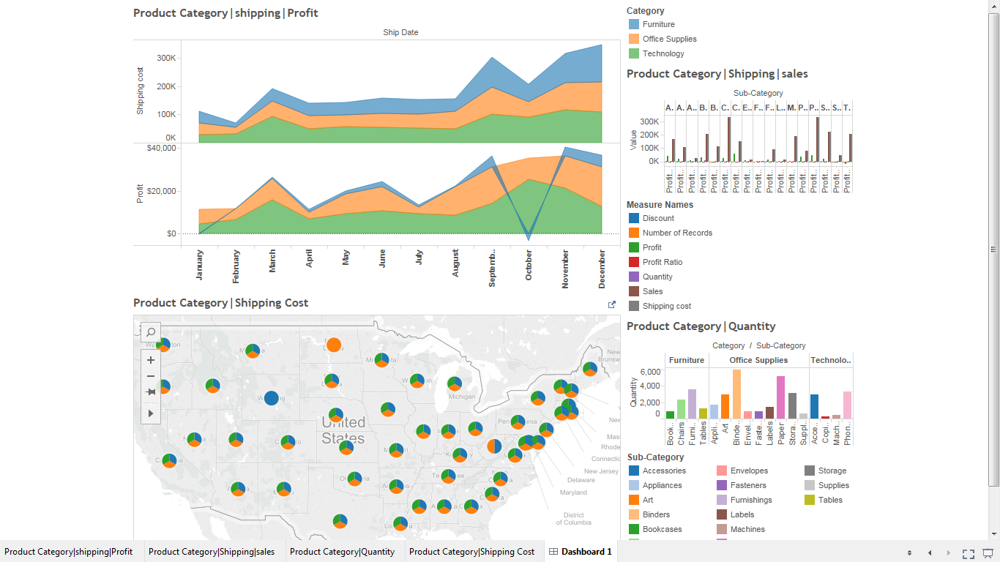 Product Category|shipping|Profit
Ship Date
Shipping cost
300K
200K
100K
0K
Profit
$40,000
$20,000
$0
January
February
March
April
May
June
July
August
Septemb..
October
November
December
Product Category|Shipping Cost
United
States
Michigan
New
Brunsw
New
Mas
Rhode
Connectic
New Jersey
Delaware
Maryland
District
of Columbia
Category
Furniture
Office Supplies
Technology
Product Category|Shipping|sales
Sub-Category
A.. A.. A.. B.. B.. C.. C.. E.. F.. F.. L.. M.. P.. P.. S.. S.. T..
Value
300K
200K
100K
0K
Profit.. Profit.. Profit.. Profit.. Profit.. Profit.. Profit.. Profit.. Profit.. Profit.. Profit.. Profit.. Profit.. Profit.. Profit.. Profit.. Profit..
Measure Names
Discount
Number of Records
Profit
Profit Ratio
Quantity
Sales
Shipping cost
Product Category|Quantity
Category / Sub-Category
Furniture Office Supplies Technolo..
Quantity
6,000
4,000
2,000
0
Book.. Chairs Furni.. Tables Appli.. Art Binde.. Envel.. Faste.. Labels Paper Stora.. Suppl.. Acce.. Copi.. Mach.. Phon..
Sub-Category
Accessories Envelopes Storage
Appliances Fasteners Supplies
Art Furnishings Tables
Binders Labels
Bookcases Machines
Product Category|shipping|Profit Product Category|Shipping|sales Product Category|Quantity Product Category|Shipping Cost Dashboard 1